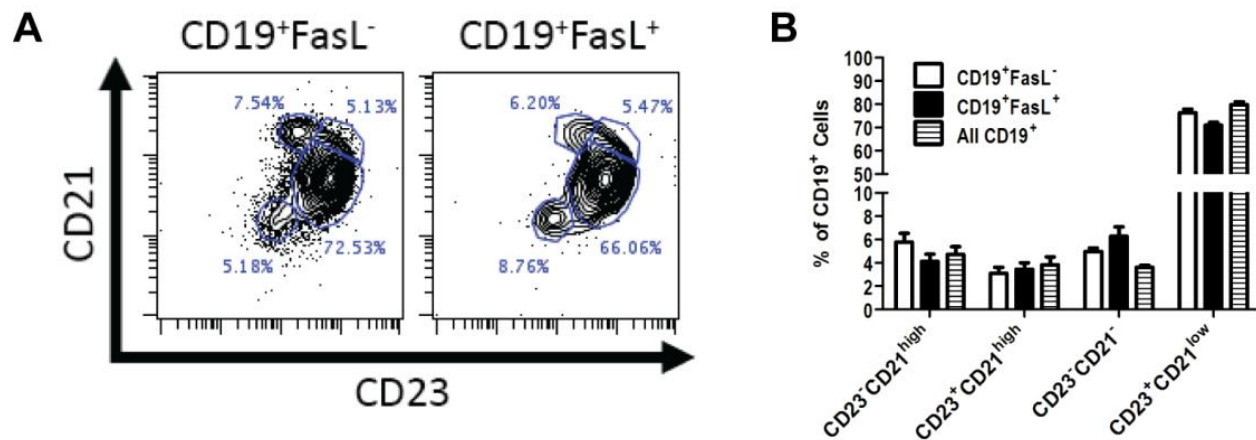 A
CD19⁺FasL⁻
CD19⁺FasL⁺
7.54%
5.13%
5.18%
72.53%
6.20%
5.47%
8.76%
66.06%
CD21
CD23
B
CD19⁺FasL⁻
CD19⁺FasL⁺
All CD19⁺
% of CD19⁺ Cells
100
90
80
70
60
50
10
8
6
4
2
0
CD23⁻CD21ʰⁱᵍʰ
CD23⁺CD21ʰⁱᵍʰ
CD23⁻CD21⁻
CD23⁺CD21ˡᵒʷ